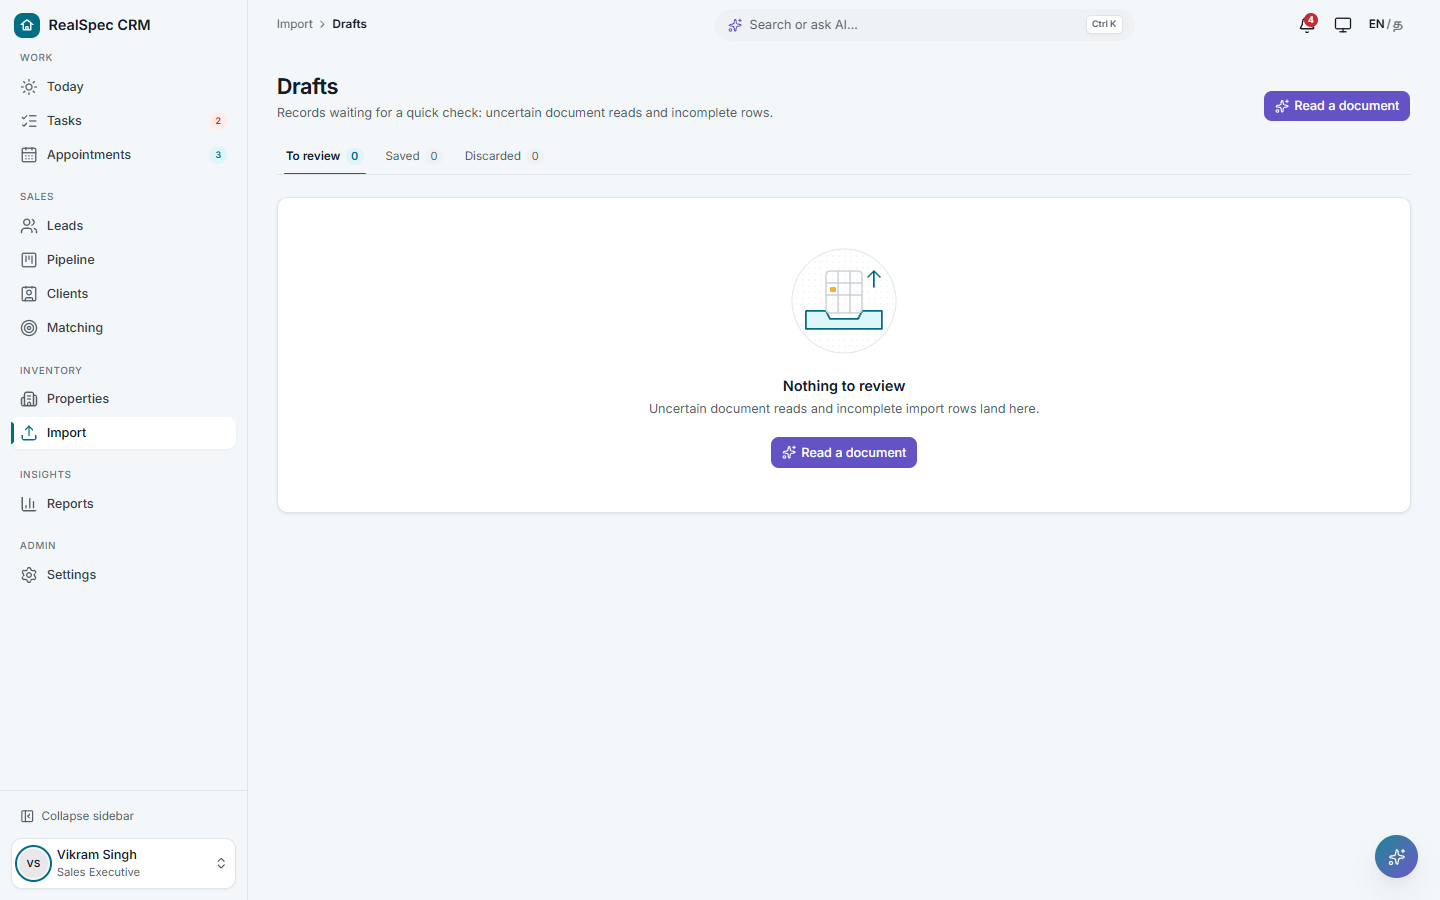 RealSpec CRM
WORK
Today
Tasks 2
Appointments 3
SALES
Leads
Pipeline
Clients
Matching
INVENTORY
Properties
Import
INSIGHTS
Reports
ADMIN
Settings
Collapse sidebar
VS
Vikram Singh
Sales Executive
Import > Drafts
Search or ask AI...
Ctrl K
4
EN / த
Drafts
Records waiting for a quick check: uncertain document reads and incomplete rows.
Read a document
To review 0 Saved 0 Discarded 0
Nothing to review
Uncertain document reads and incomplete import rows land here.
Read a document